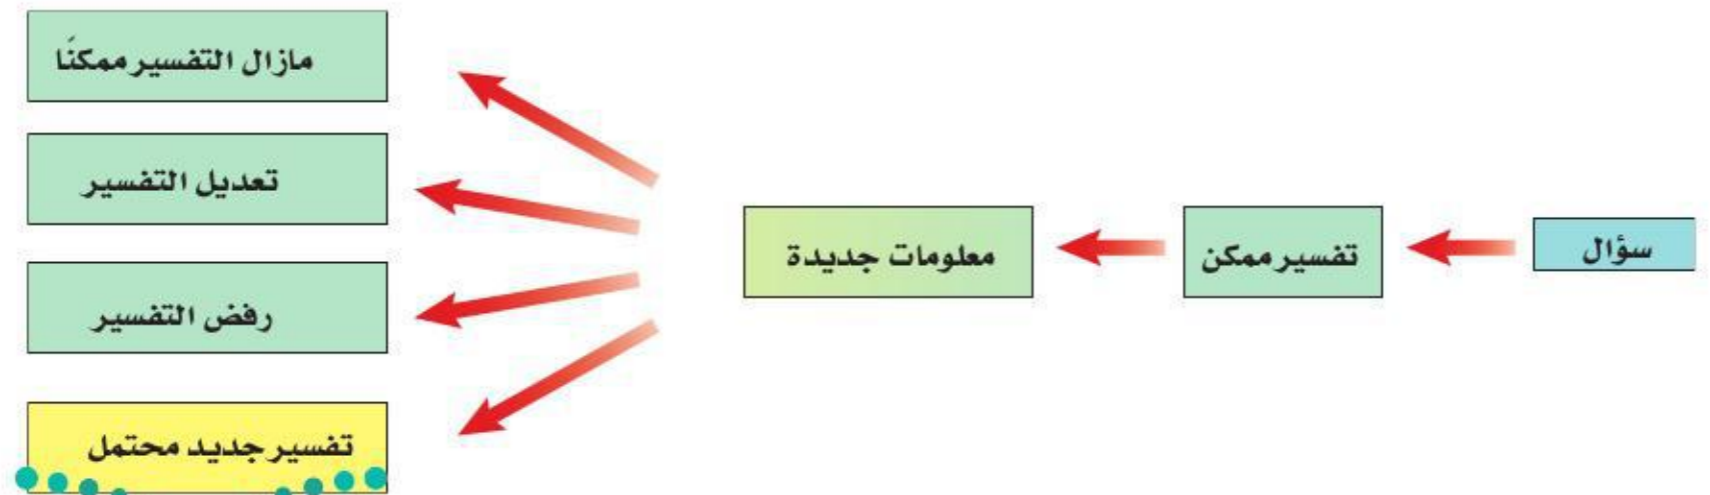 سؤال
تفسير ممكن
معلومات جديدة
مازال التفسير ممكنًا
تعديل التفسير
رفض التفسير
تفسير جديد محتمل